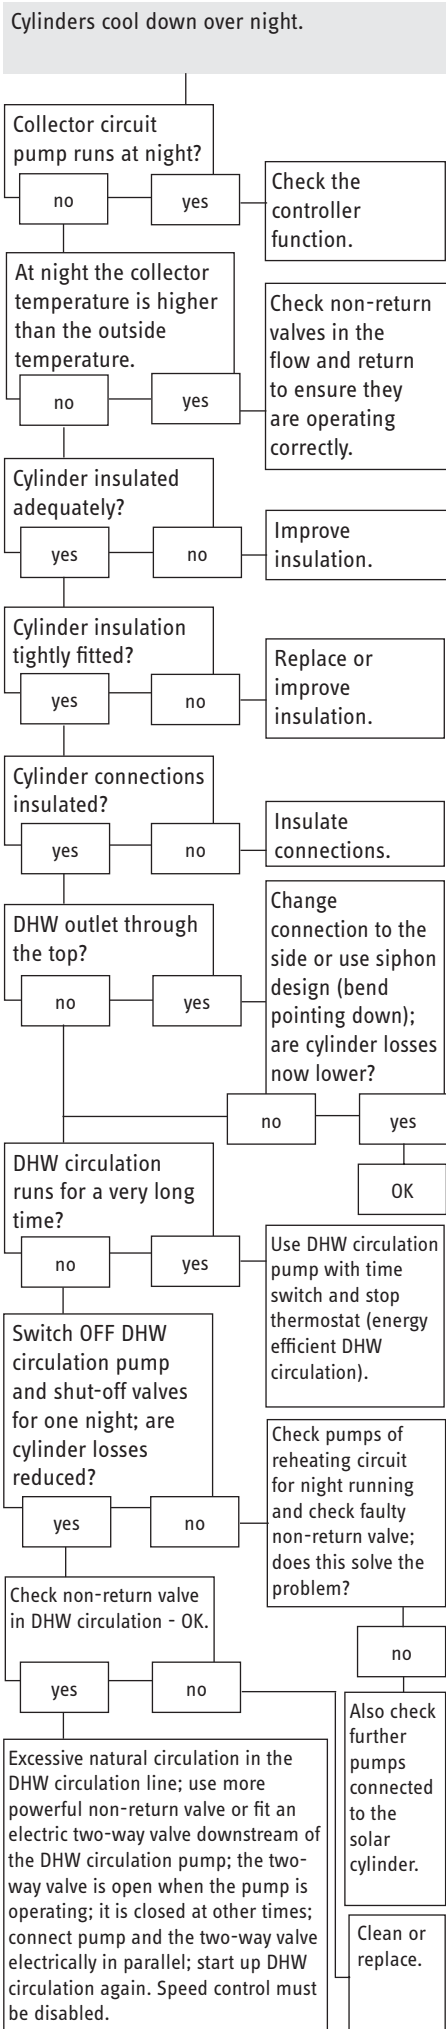 Cylinders cool down over night.
Collector circuit
pump runs at night?
no
yes
Check the
controller
function.
At night the collector
temperature is higher
than the outside
temperature.
no
yes
Check non-return
valves in the
flow and return
to ensure they
are operating
correctly.
Cylinder insulated
adequately?
yes
no
Improve
insulation.
Cylinder insulation
tightly fitted?
yes
no
Replace or
improve
insulation.
Cylinder connections
insulated?
yes
no
Insulate
connections.
DHW outlet through
the top?
no
yes
Change
connection to the
side or use siphon
design (bend
pointing down);
are cylinder losses
now lower?
no
yes
OK
DHW circulation
runs for a very long
time?
no
yes
Use DHW circulation
pump with time
switch and stop
thermostat (energy
efficient DHW
circulation).
Switch OFF DHW
circulation pump
and shut-off valves
for one night; are
cylinder losses
reduced?
yes
no
Check pumps of
reheating circuit
for night running
and check faulty
non-return valve;
does this solve the
problem?
no
Also check
further
pumps
connected
to the
solar
cylinder.
Check non-return valve
in DHW circulation - OK.
yes
no
Clean or
replace.
Excessive natural circulation in the
DHW circulation line; use more
powerful non-return valve or fit an
electric two-way valve downstream of
the DHW circulation pump; the two-
way valve is open when the pump is
operating; it is closed at other times;
connect pump and the two-way valve
electrically in parallel; start up DHW
circulation again. Speed control must
be disabled.